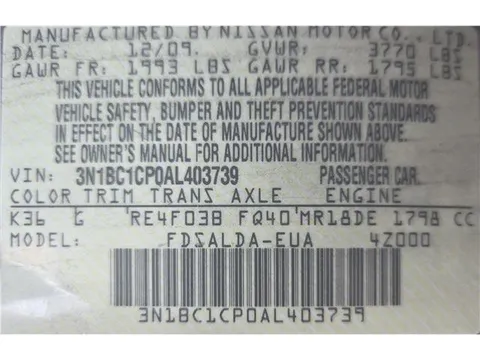 MANUFACTURED BY NISSAN MOTOR CO., LTD.
DATE: 12/09. GVWR: 3770 LBS
GAWR FR: 1993 LBS GAWR RR: 1795 LBS
THIS VEHICLE CONFORMS TO ALL APPLICABLE FEDERAL MOTOR
VEHICLE SAFETY, BUMPER AND THEFT PREVENTION STANDARDS
IN EFFECT ON THE DATE OF MANUFACTURE SHOWN ABOVE.
SEE OWNER'S MANUAL FOR ADDITIONAL INFORMATION.
VIN: 3N1BC1CP0AL403739 PASSENGER CAR.
COLOR TRIM TRANS AXLE ENGINE
K36 G RE4F03B FQ40 MR18DE 1798 CC
MODEL: FDSALDA-EUA 4Z000
3N1BC1CP0AL403739